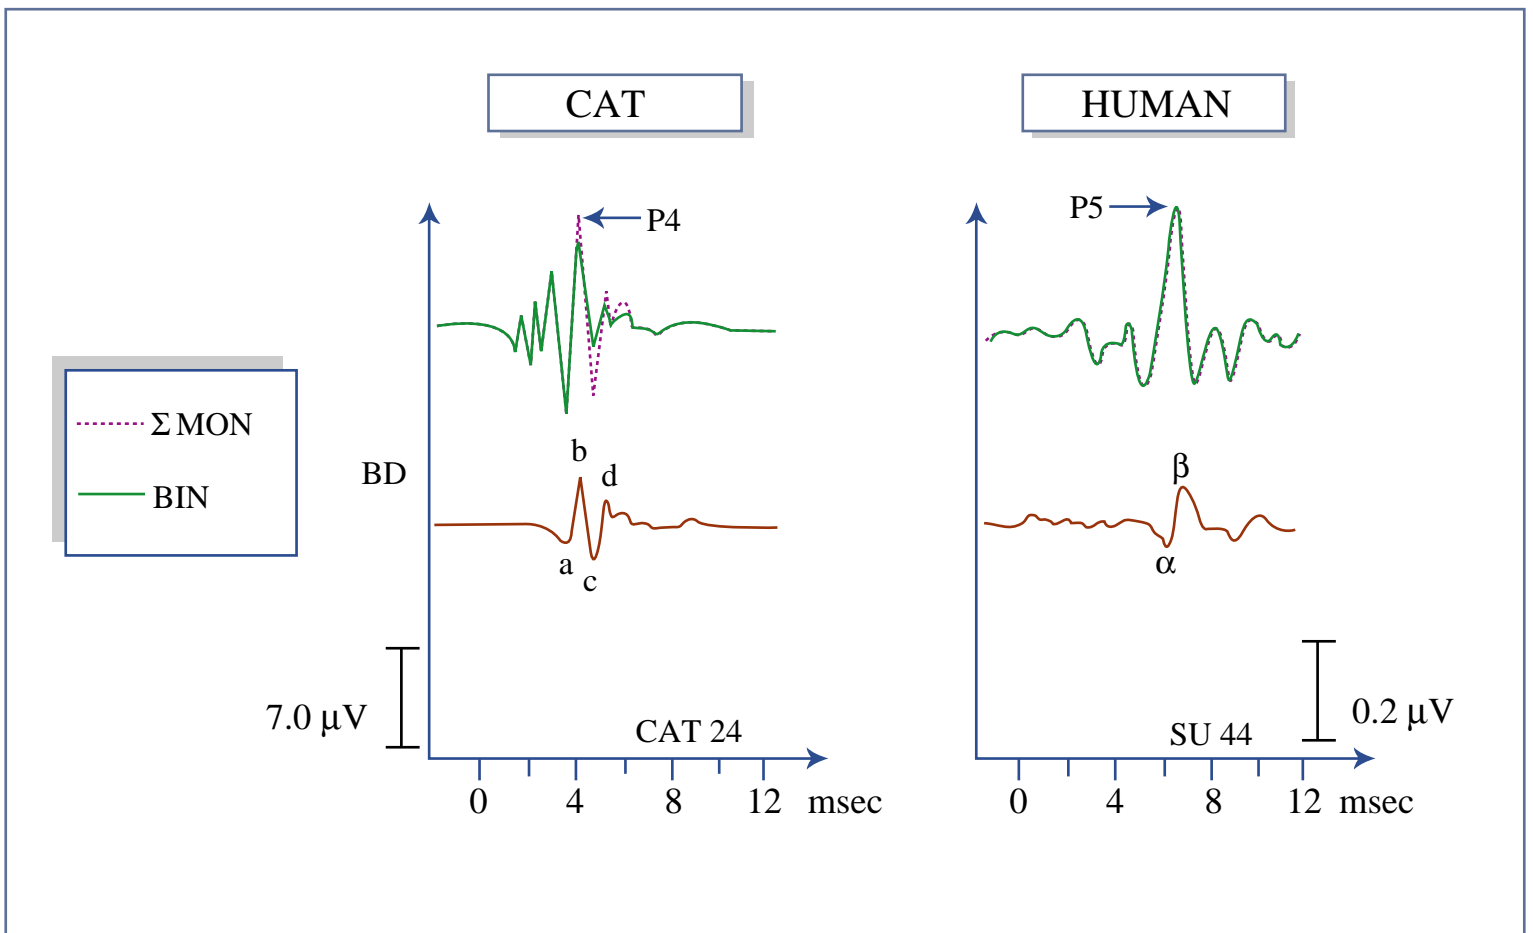 CAT
HUMAN
P4
P5
Σ MON
BIN
BD
b
d
a
c
β
α
7.0 µV
0.2 µV
CAT 24
SU 44
0 4 8 12 msec
0 4 8 12 msec